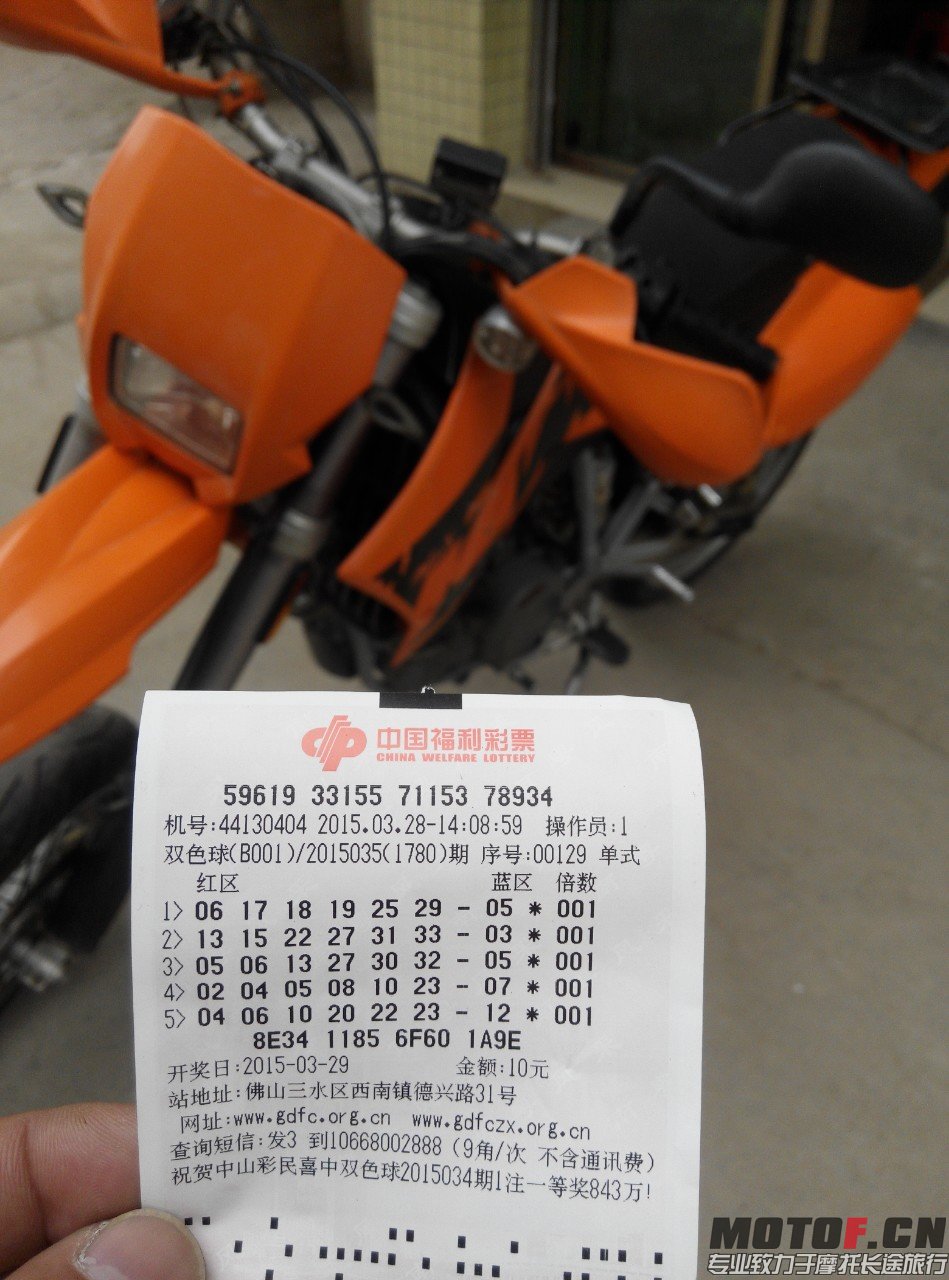 中国福利彩票
CHINA WELFARE LOTTERY
59619 33155 71153 78934
机号:44130404 2015.03.28-14:08:59 操作员:1
双色球(B001)/2015035(1780)期 序号:00129 单式
红区 蓝区 倍数
1> 06 17 18 19 25 29 - 05 * 001
2> 13 15 22 27 31 33 - 03 * 001
3> 05 06 13 27 30 32 - 05 * 001
4> 02 04 05 08 10 23 - 07 * 001
5> 04 06 10 20 22 23 - 12 * 001
8E34 1185 6F60 1A9E
开奖日:2015-03-29 金额:10元
站地址:佛山三水区西南镇德兴路31号
网址:www.gdfc.org.cn www.gdfczx.org.cn
查询短信:发3 到10668002888 (9角/次 不含通讯费)
祝贺中山彩民喜中双色球2015034期1注一等奖843万!
MOTOF.CN
专业致力于摩托长途旅行